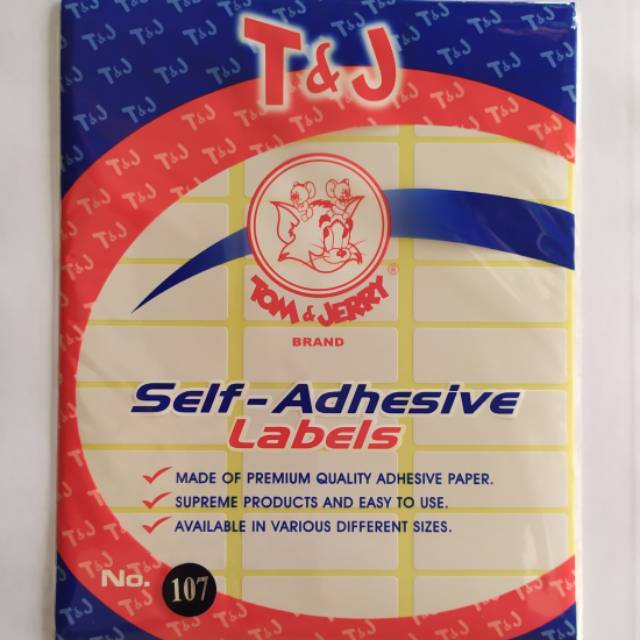 T&J
TOM & JERRY ®
BRAND
Self-Adhesive
Labels
MADE OF PREMIUM QUALITY ADHESIVE PAPER.
SUPREME PRODUCTS AND EASY TO USE.
AVAILABLE IN VARIOUS DIFFERENT SIZES.
No. 107